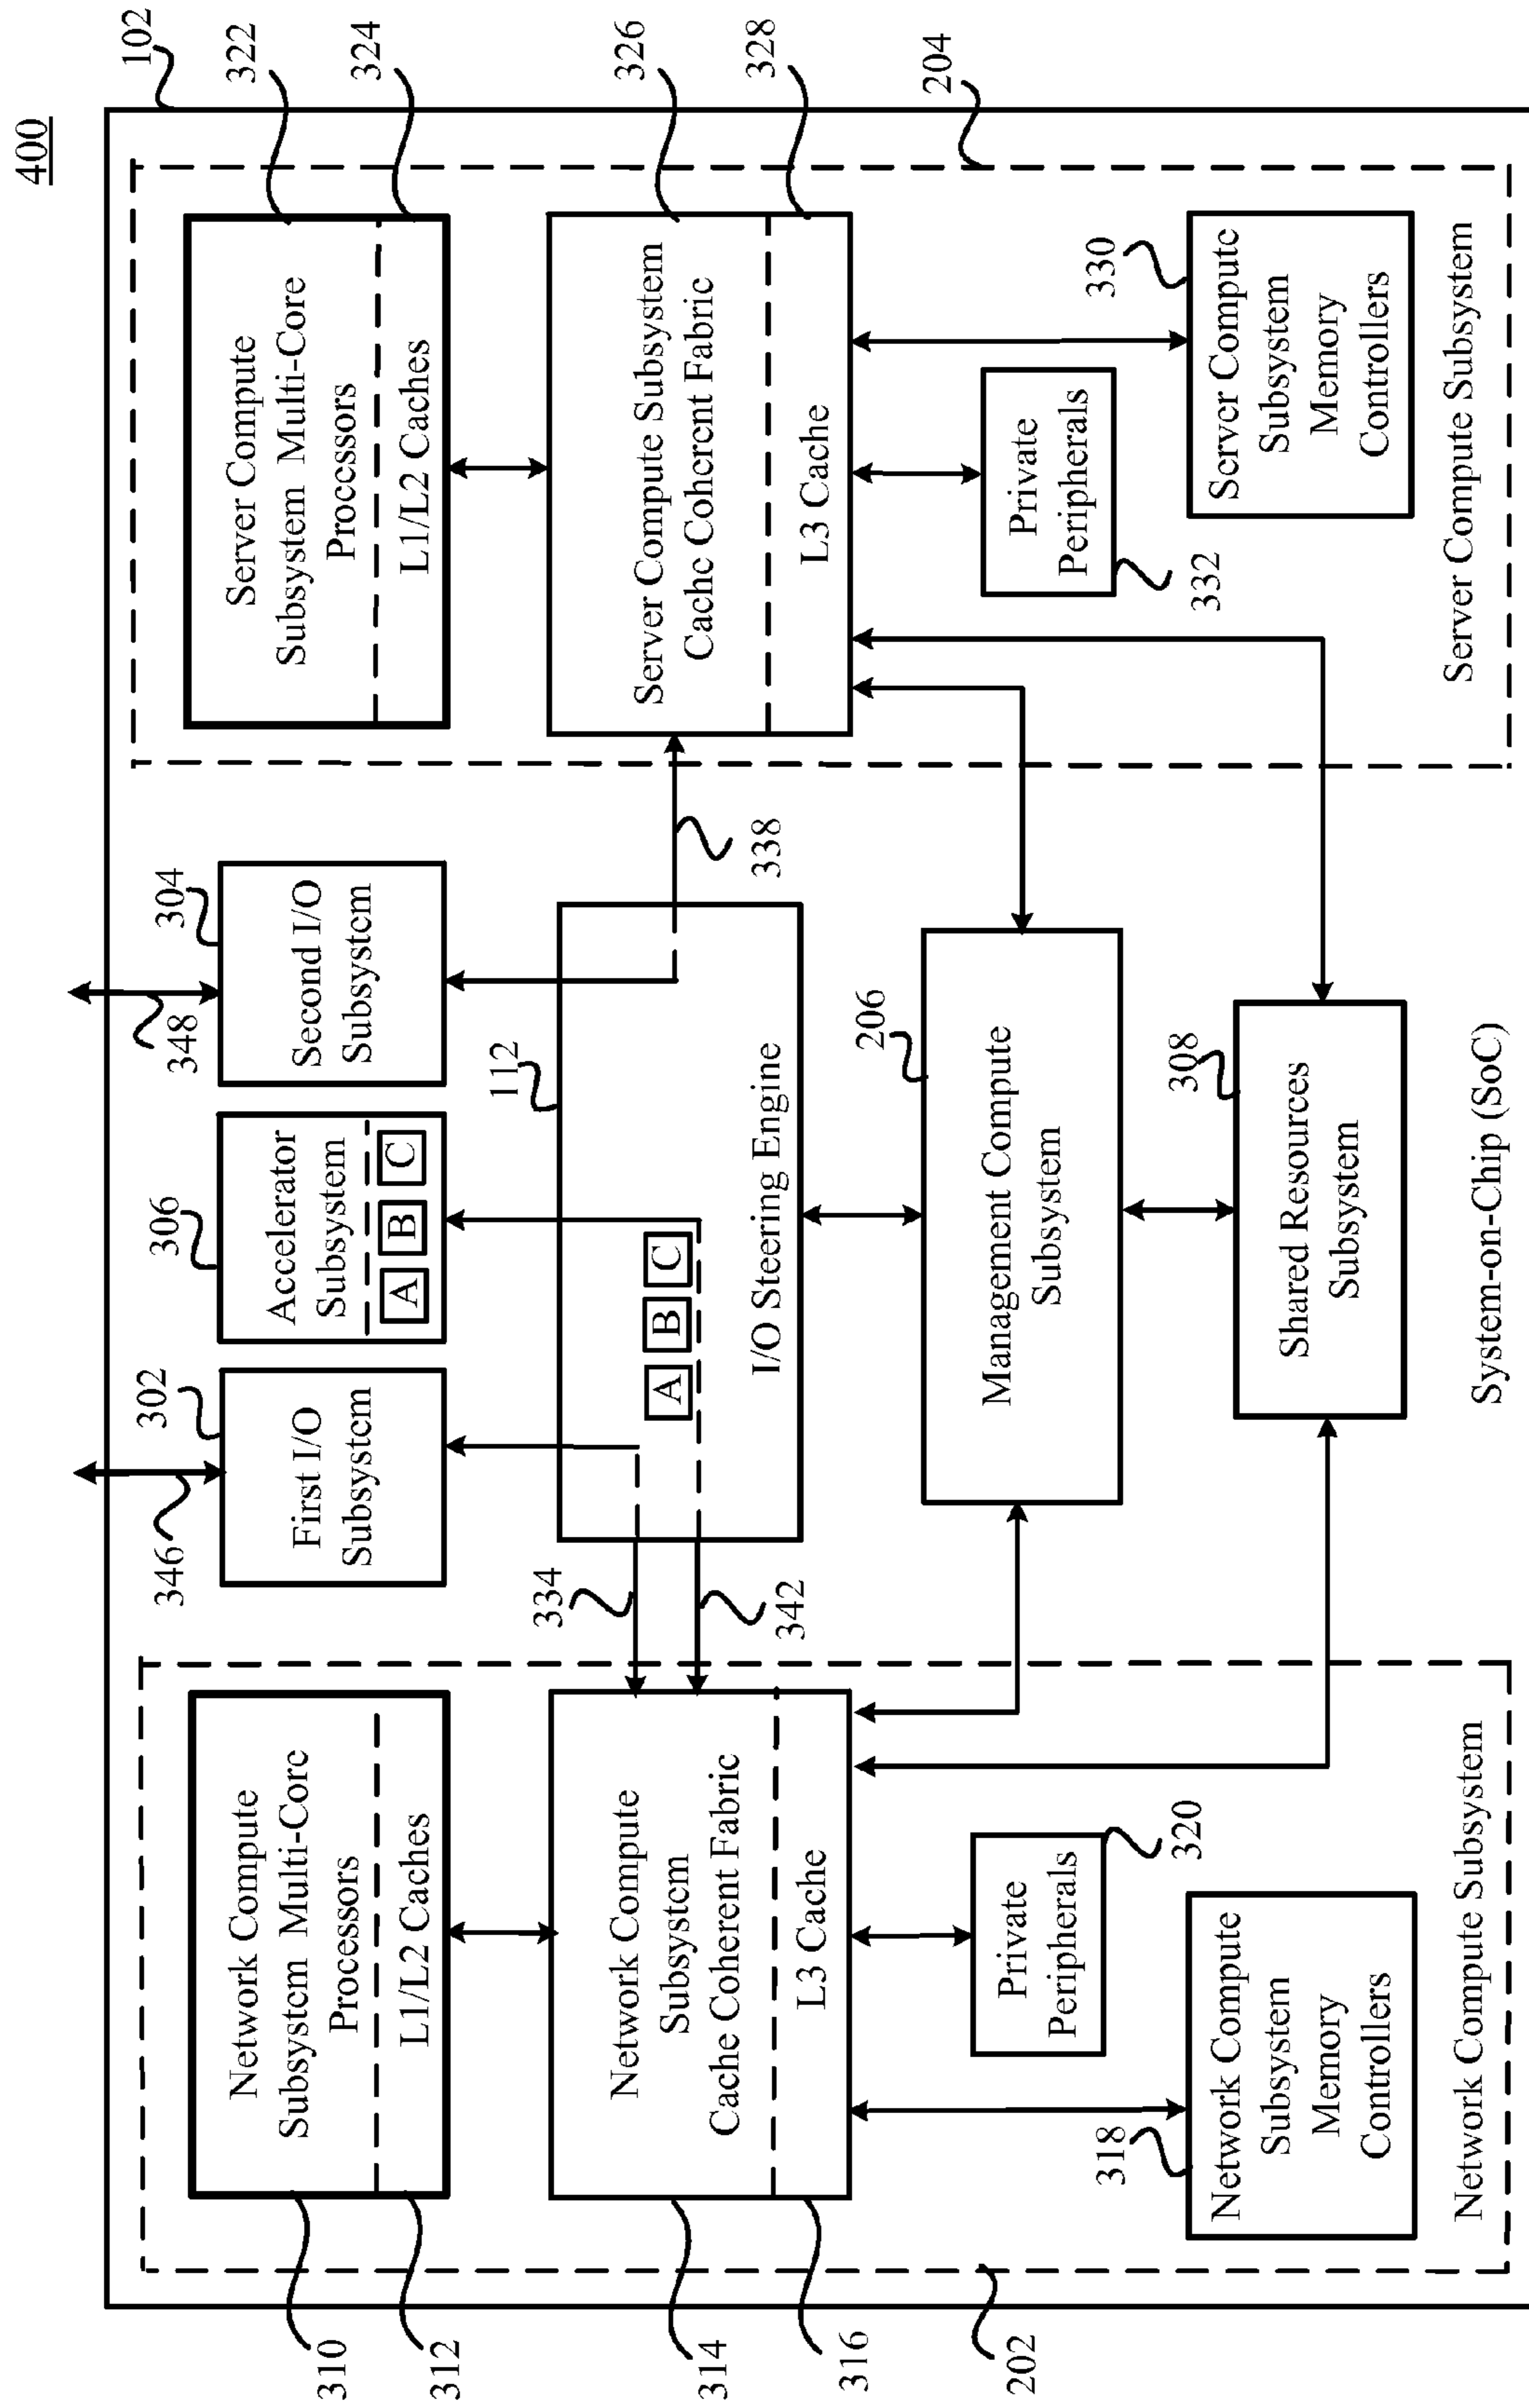 400
102
322
324
326
328
204
310
312
314
316
202
Network Compute
Subsystem Multi-Core
Processors
L1/L2 Caches
346
302
First I/O
Subsystem
306
Accelerator
Subsystem
A B C
348
304
Second I/O
Subsystem
Server Compute
Subsystem Multi-Core
Processors
L1/L2 Caches
Network Compute
Subsystem
Cache Coherent Fabric
L3 Cache
334
342
112
A B C
I/O Steering Engine
338
Server Compute Subsystem
Cache Coherent Fabric
L3 Cache
Private
Peripherals
320
318
Network Compute
Subsystem
Memory
Controllers
Network Compute Subsystem
206
Management Compute
Subsystem
308
Shared Resources
Subsystem
System-on-Chip (SoC)
Private
Peripherals
332
330
Server Compute
Subsystem
Memory
Controllers
Server Compute Subsystem